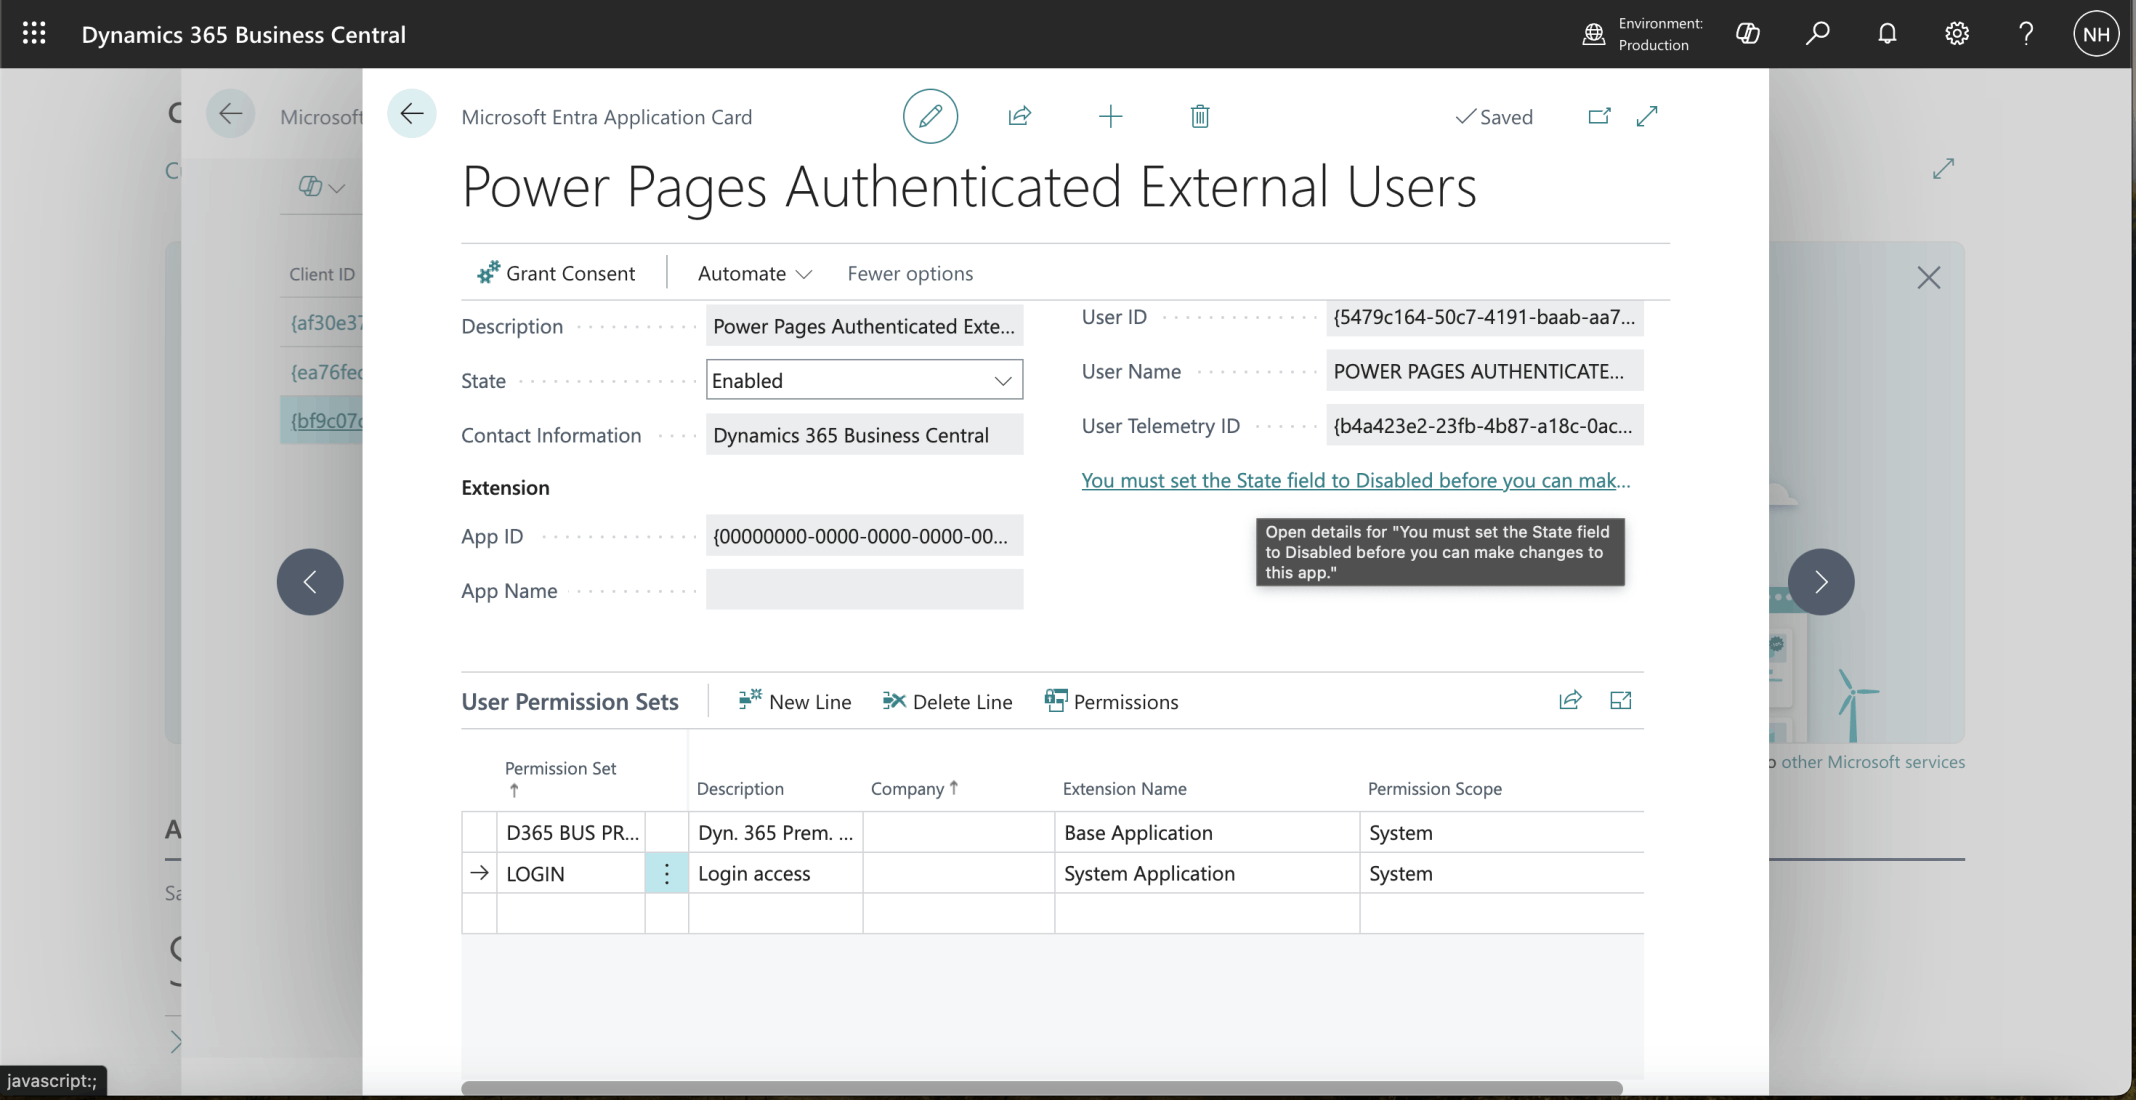 Dynamics 365 Business Central
Environment:
Production
NH
Microsoft
Client ID
{af30e37
{ea76fed
{bf9c07c
Microsoft Entra Application Card
Saved
Power Pages Authenticated External Users
Grant Consent
Automate
Fewer options
Description
Power Pages Authenticated Exte...
State
Enabled
Contact Information
Dynamics 365 Business Central
Extension
App ID
{00000000-0000-0000-0000-00...
App Name
User ID
{5479c164-50c7-4191-baab-aa7...
User Name
POWER PAGES AUTHENTICATE...
User Telemetry ID
{b4a423e2-23fb-4b87-a18c-0ac...
You must set the State field to Disabled before you can mak...
Open details for "You must set the State field
to Disabled before you can make changes to
this app."
User Permission Sets
New Line
Delete Line
Permissions
Permission Set
Description
Company
Extension Name
Permission Scope
D365 BUS PR...
Dyn. 365 Prem. ...
Base Application
System
LOGIN
Login access
System Application
System
other Microsoft services
javascript:;